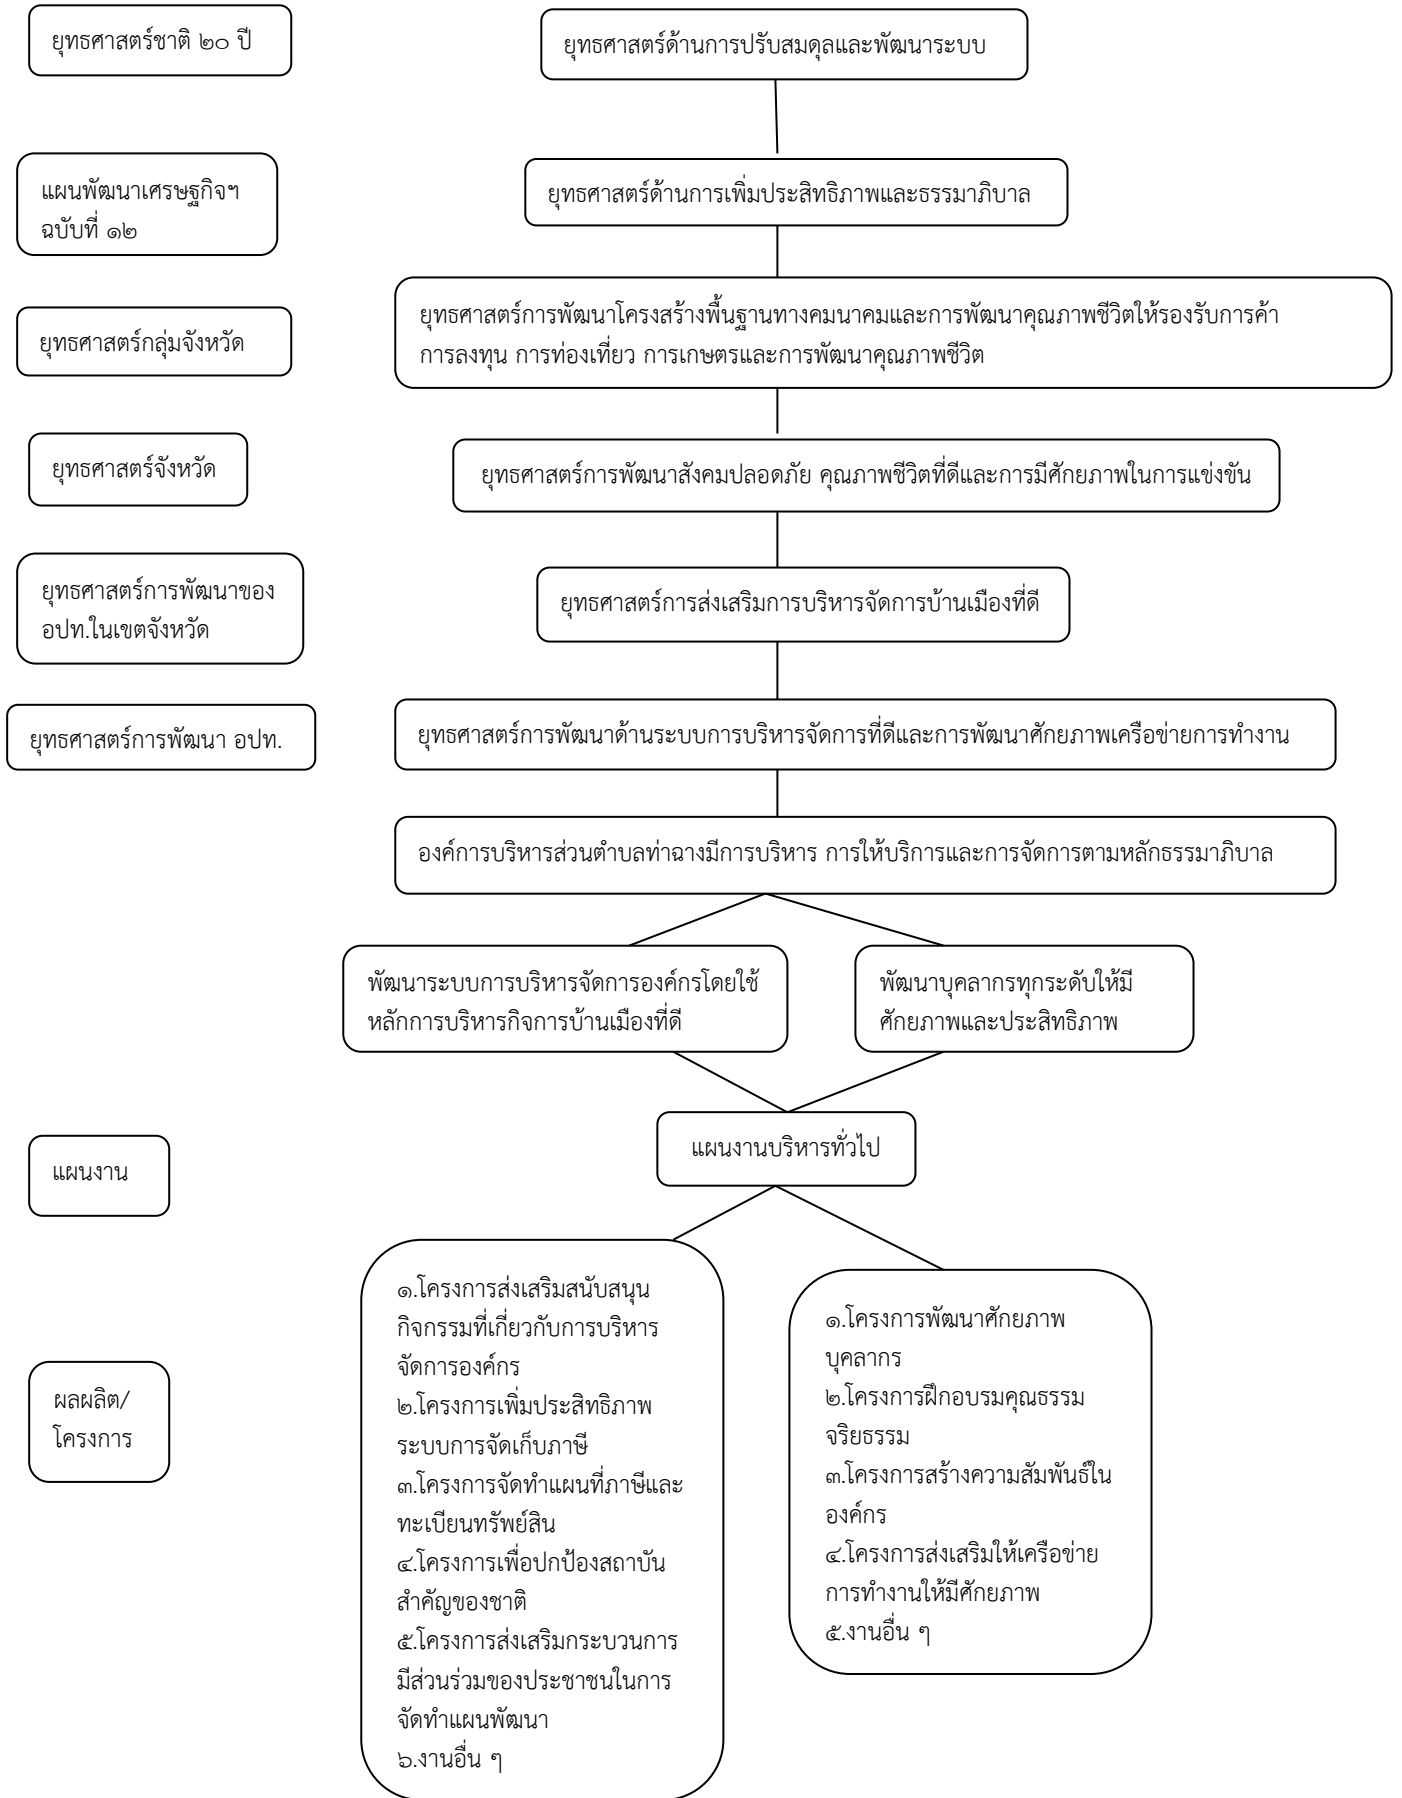 ยุทธศาสตร์ชาติ ๒๐ ปี
ยุทธศาสตร์ด้านการปรับสมดุลและพัฒนาระบบ
แผนพัฒนาเศรษฐกิจฯ
ฉบับที่ ๑๒
ยุทธศาสตร์ด้านการเพิ่มประสิทธิภาพและธรรมาภิบาล
ยุทธศาสตร์กลุ่มจังหวัด
ยุทธศาสตร์การพัฒนาโครงสร้างพื้นฐานทางคมนาคมและการพัฒนาคุณภาพชีวิตให้รองรับการค้า
การลงทุน การท่องเที่ยว การเกษตรและการพัฒนาคุณภาพชีวิต
ยุทธศาสตร์จังหวัด
ยุทธศาสตร์การพัฒนาสังคมปลอดภัย คุณภาพชีวิตที่ดีและการมีศักยภาพในการแข่งขัน
ยุทธศาสตร์การพัฒนาของ
อปท.ในเขตจังหวัด
ยุทธศาสตร์การส่งเสริมการบริหารจัดการบ้านเมืองที่ดี
ยุทธศาสตร์การพัฒนา อปท.
ยุทธศาสตร์การพัฒนาด้านระบบการบริหารจัดการที่ดีและการพัฒนาศักยภาพเครือข่ายการทำงาน
องค์การบริหารส่วนตำบลท่าฉางมีการบริหาร การให้บริการและการจัดการตามหลักธรรมาภิบาล
พัฒนาระบบการบริหารจัดการองค์กรโดยใช้
หลักการบริหารกิจการบ้านเมืองที่ดี
พัฒนาบุคลากรทุกระดับให้มี
ศักยภาพและประสิทธิภาพ
แผนงาน
แผนงานบริหารทั่วไป
ผลผลิต/
โครงการ
๑.โครงการส่งเสริมสนับสนุน
กิจกรรมที่เกี่ยวกับการบริหาร
จัดการองค์กร
๒.โครงการเพิ่มประสิทธิภาพ
ระบบการจัดเก็บภาษี
๓.โครงการจัดทำแผนที่ภาษีและ
ทะเบียนทรัพย์สิน
๔.โครงการเพื่อปกป้องสถาบัน
สำคัญของชาติ
๕.โครงการส่งเสริมกระบวนการ
มีส่วนร่วมของประชาชนในการ
จัดทำแผนพัฒนา
๖.งานอื่น ๆ
๑.โครงการพัฒนาศักยภาพ
บุคลากร
๒.โครงการฝึกอบรมคุณธรรม
จริยธรรม
๓.โครงการสร้างความสัมพันธ์ใน
องค์กร
๔.โครงการส่งเสริมให้เครือข่าย
การทำงานให้มีศักยภาพ
๕.งานอื่น ๆ